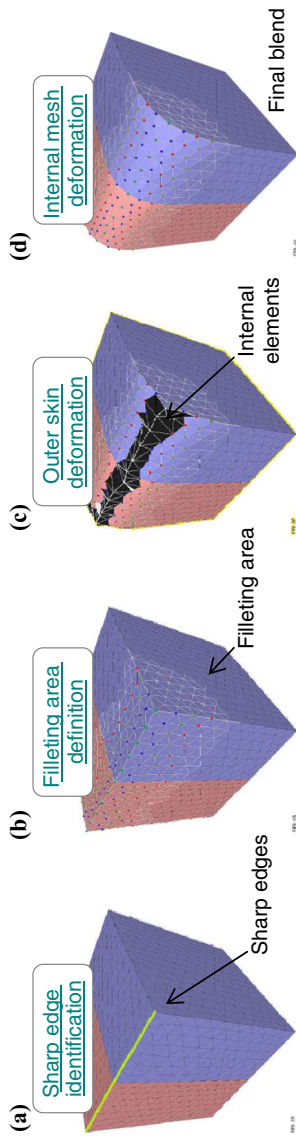 (a)
Sharp edge
identification
Sharp edges
(b)
Filleting area
definition
Filleting area
(c)
Outer skin
deformation
Internal
elements
(d)
Internal mesh
deformation
Final blend